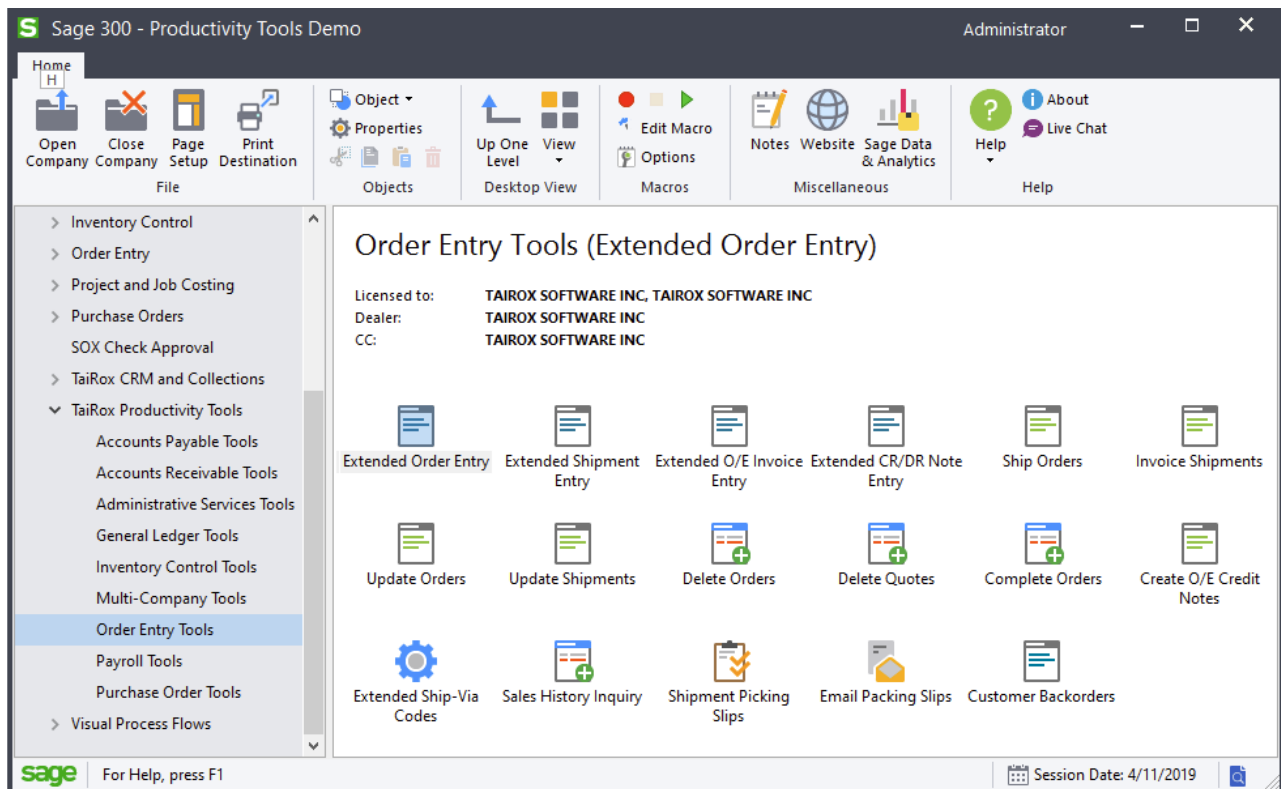 S Sage 300 - Productivity Tools Demo
Administrator
Home
H
Open
Company
Close
Company
Page
Setup
Print
Destination
File
Object
Properties
Objects
Up One
Level
View
Desktop View
Edit Macro
Options
Macros
Notes
Website
Sage Data
& Analytics
Miscellaneous
?
Help
i About
Live Chat
Help
Inventory Control
Order Entry
Project and Job Costing
Purchase Orders
SOX Check Approval
TaiRox CRM and Collections
TaiRox Productivity Tools
Accounts Payable Tools
Accounts Receivable Tools
Administrative Services Tools
General Ledger Tools
Inventory Control Tools
Multi-Company Tools
Order Entry Tools
Payroll Tools
Purchase Order Tools
Visual Process Flows
Order Entry Tools (Extended Order Entry)
Licensed to: TAIROX SOFTWARE INC, TAIROX SOFTWARE INC
Dealer: TAIROX SOFTWARE INC
CC: TAIROX SOFTWARE INC
Extended Order Entry
Extended Shipment
Entry
Extended O/E Invoice
Entry
Extended CR/DR Note
Entry
Ship Orders
Invoice Shipments
Update Orders
Update Shipments
Delete Orders
Delete Quotes
Complete Orders
Create O/E Credit
Notes
Extended Ship-Via
Codes
Sales History Inquiry
Shipment Picking
Slips
Email Packing Slips
Customer Backorders
sage
For Help, press F1
Session Date: 4/11/2019